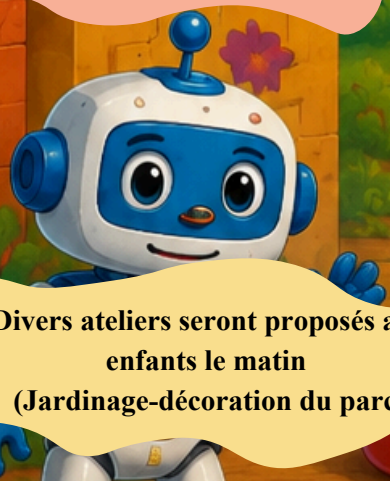 Divers ateliers seront proposés a
enfants le matin
(Jardinage-décoration du parc